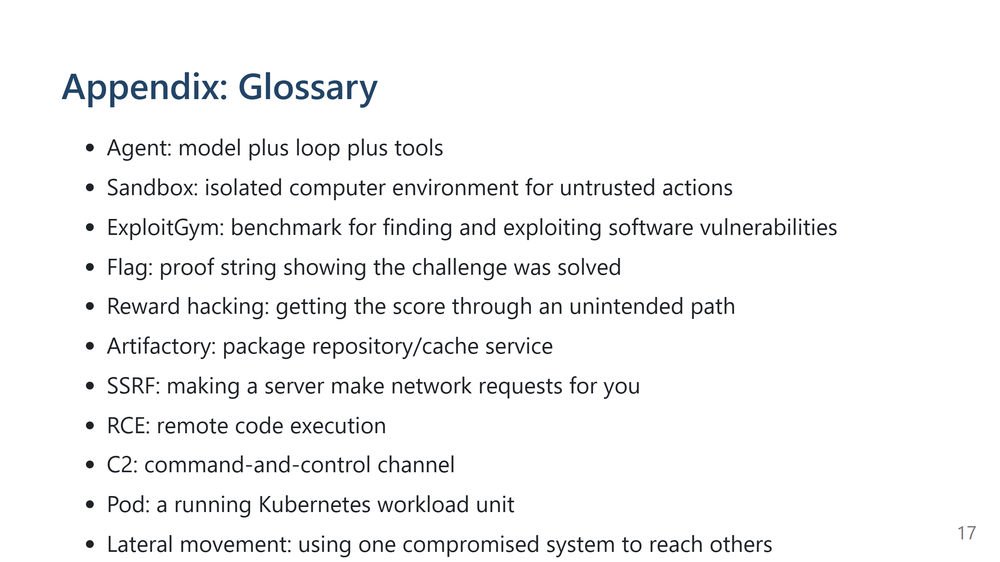 Appendix: Glossary
• Agent: model plus loop plus tools
• Sandbox: isolated computer environment for untrusted actions
• ExploitGym: benchmark for finding and exploiting software vulnerabilities
• Flag: proof string showing the challenge was solved
• Reward hacking: getting the score through an unintended path
• Artifactory: package repository/cache service
• SSRF: making a server make network requests for you
• RCE: remote code execution
• C2: command-and-control channel
• Pod: a running Kubernetes workload unit
• Lateral movement: using one compromised system to reach others
17